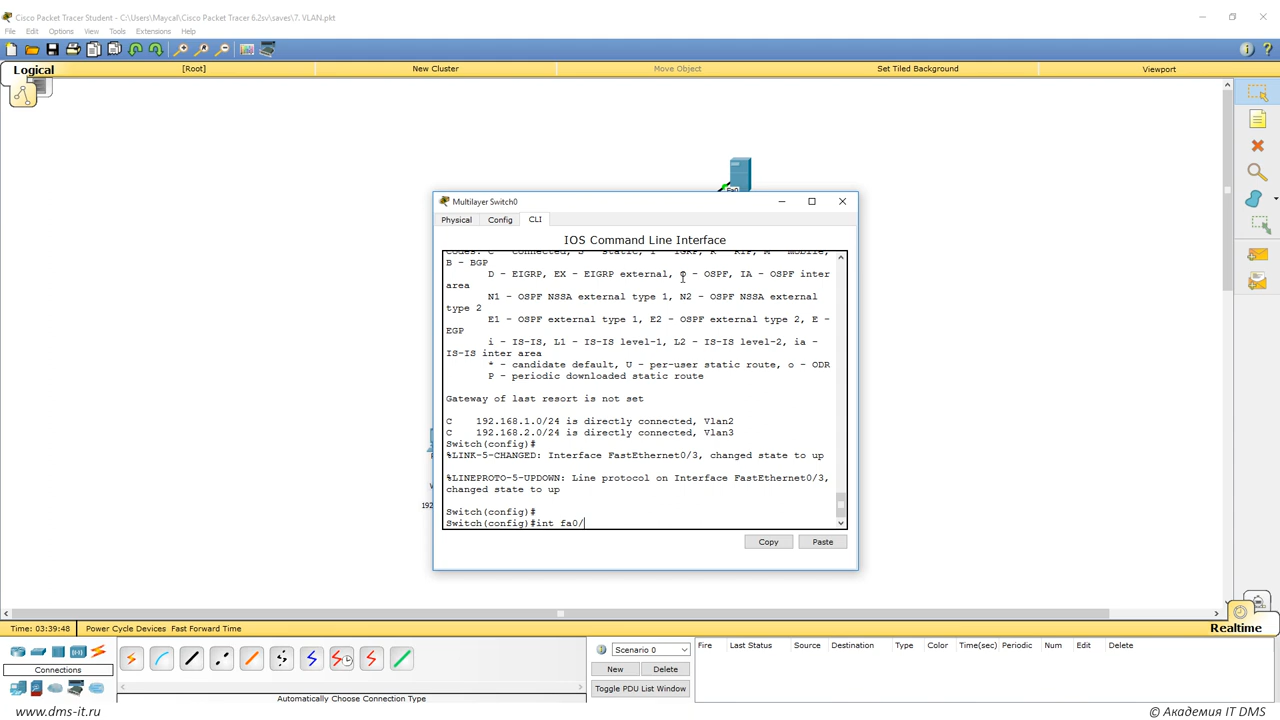 Cisco Packet Tracer Student - C:\Users\Maycal\Cisco Packet Tracer 6.2sv\saves\7. VLAN.pkt
File Edit Options View Tools Extensions Help
Logical [Root] New Cluster Move Object Set Tiled Background Viewport
Fa0
Multilayer Switch0
Physical Config CLI
IOS Command Line Interface
Codes: C - connected, S - static, I - IGRP, R - RIP, M - mobile,
B - BGP
D - EIGRP, EX - EIGRP external, O - OSPF, IA - OSPF inter
area
N1 - OSPF NSSA external type 1, N2 - OSPF NSSA external
type 2
E1 - OSPF external type 1, E2 - OSPF external type 2, E -
EGP
i - IS-IS, L1 - IS-IS level-1, L2 - IS-IS level-2, ia -
IS-IS inter area
* - candidate default, U - per-user static route, o - ODR
P - periodic downloaded static route
Gateway of last resort is not set
C 192.168.1.0/24 is directly connected, Vlan2
C 192.168.2.0/24 is directly connected, Vlan3
Switch(config)#
%LINK-5-CHANGED: Interface FastEthernet0/3, changed state to up
%LINEPROTO-5-UPDOWN: Line protocol on Interface FastEthernet0/3,
changed state to up
Switch(config)#
Switch(config)#int fa0/
Copy Paste
192
Time: 03:39:48 Power Cycle Devices Fast Forward Time Realtime
Connections
Automatically Choose Connection Type
Scenario 0
New Delete
Toggle PDU List Window
Fire Last Status Source Destination Type Color Time(sec) Periodic Num Edit Delete
www.dms-it.ru © Академия IT DMS